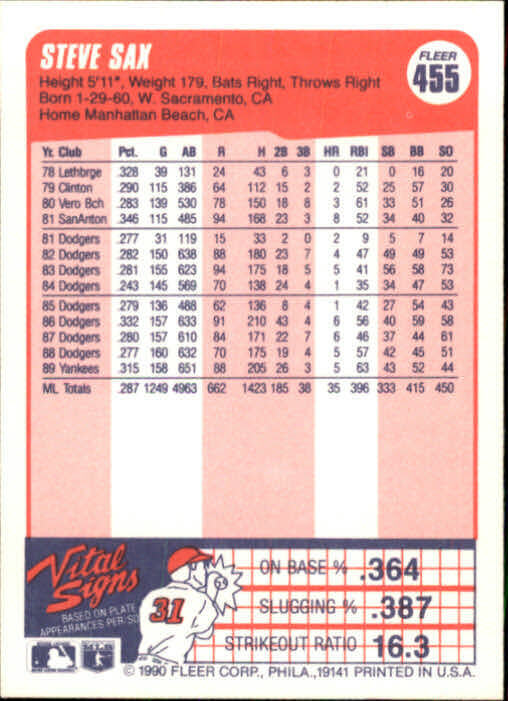 STEVE SAX
FLEER
455
Height 5'11", Weight 179, Bats Right, Throws Right
Born 1-29-60, W. Sacramento, CA
Home Manhattan Beach, CA
Yr. Club Pct. G AB R H 2B 3B HR RBI SB BB SO
78 Lethbrge .328 39 131 24 43 6 3 0 21 0 16 20
79 Clinton .290 115 386 64 112 15 2 2 52 25 57 30
80 Vero Bch .283 139 530 78 150 18 8 3 61 33 51 26
81 SanAnton .346 115 485 94 168 23 3 8 52 34 40 32
81 Dodgers .277 31 119 15 33 2 0 2 9 5 7 14
82 Dodgers .282 150 638 88 180 23 7 4 47 49 49 53
83 Dodgers .281 155 623 94 175 18 5 5 41 56 58 73
84 Dodgers .243 145 569 70 138 24 4 1 35 34 47 53
85 Dodgers .279 136 488 62 136 8 4 1 42 27 54 43
86 Dodgers .332 157 633 91 210 43 4 6 56 40 59 58
87 Dodgers .280 157 610 84 171 22 7 6 46 37 44 61
88 Dodgers .277 160 632 70 175 19 4 5 57 42 45 51
89 Yankees .315 158 651 88 205 26 3 5 63 43 52 44
ML Totals .287 1249 4963 662 1423 185 38 35 396 333 415 450
Vital Signs
BASED ON PLATE
APPEARANCES PER/SO
31
ON BASE % .364
SLUGGING % .387
STRIKEOUT RATIO 16.3
© 1990 FLEER CORP., PHILA., 19141 PRINTED IN U.S.A.